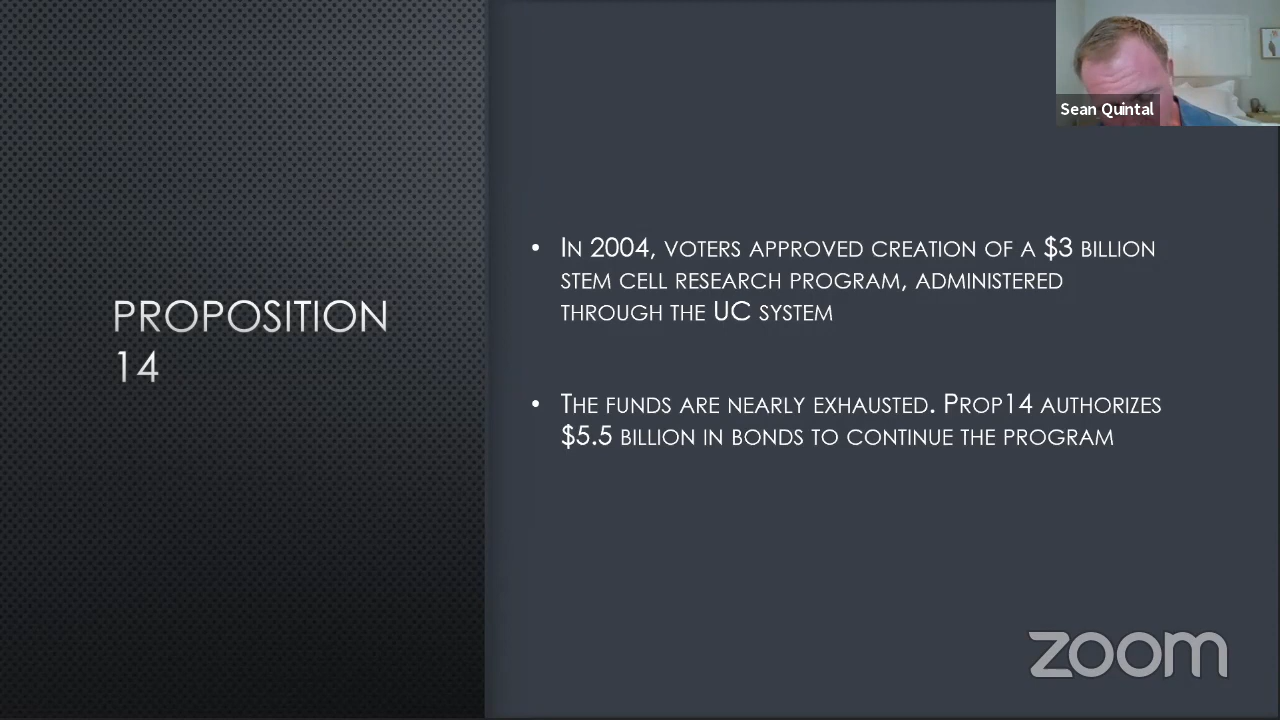 Sean Quintal
PROPOSITION
14
• In 2004, voters approved creation of a $3 billion
stem cell research program, administered
through the UC system
• The funds are nearly exhausted. Prop14 authorizes
$5.5 billion in bonds to continue the program
zoom